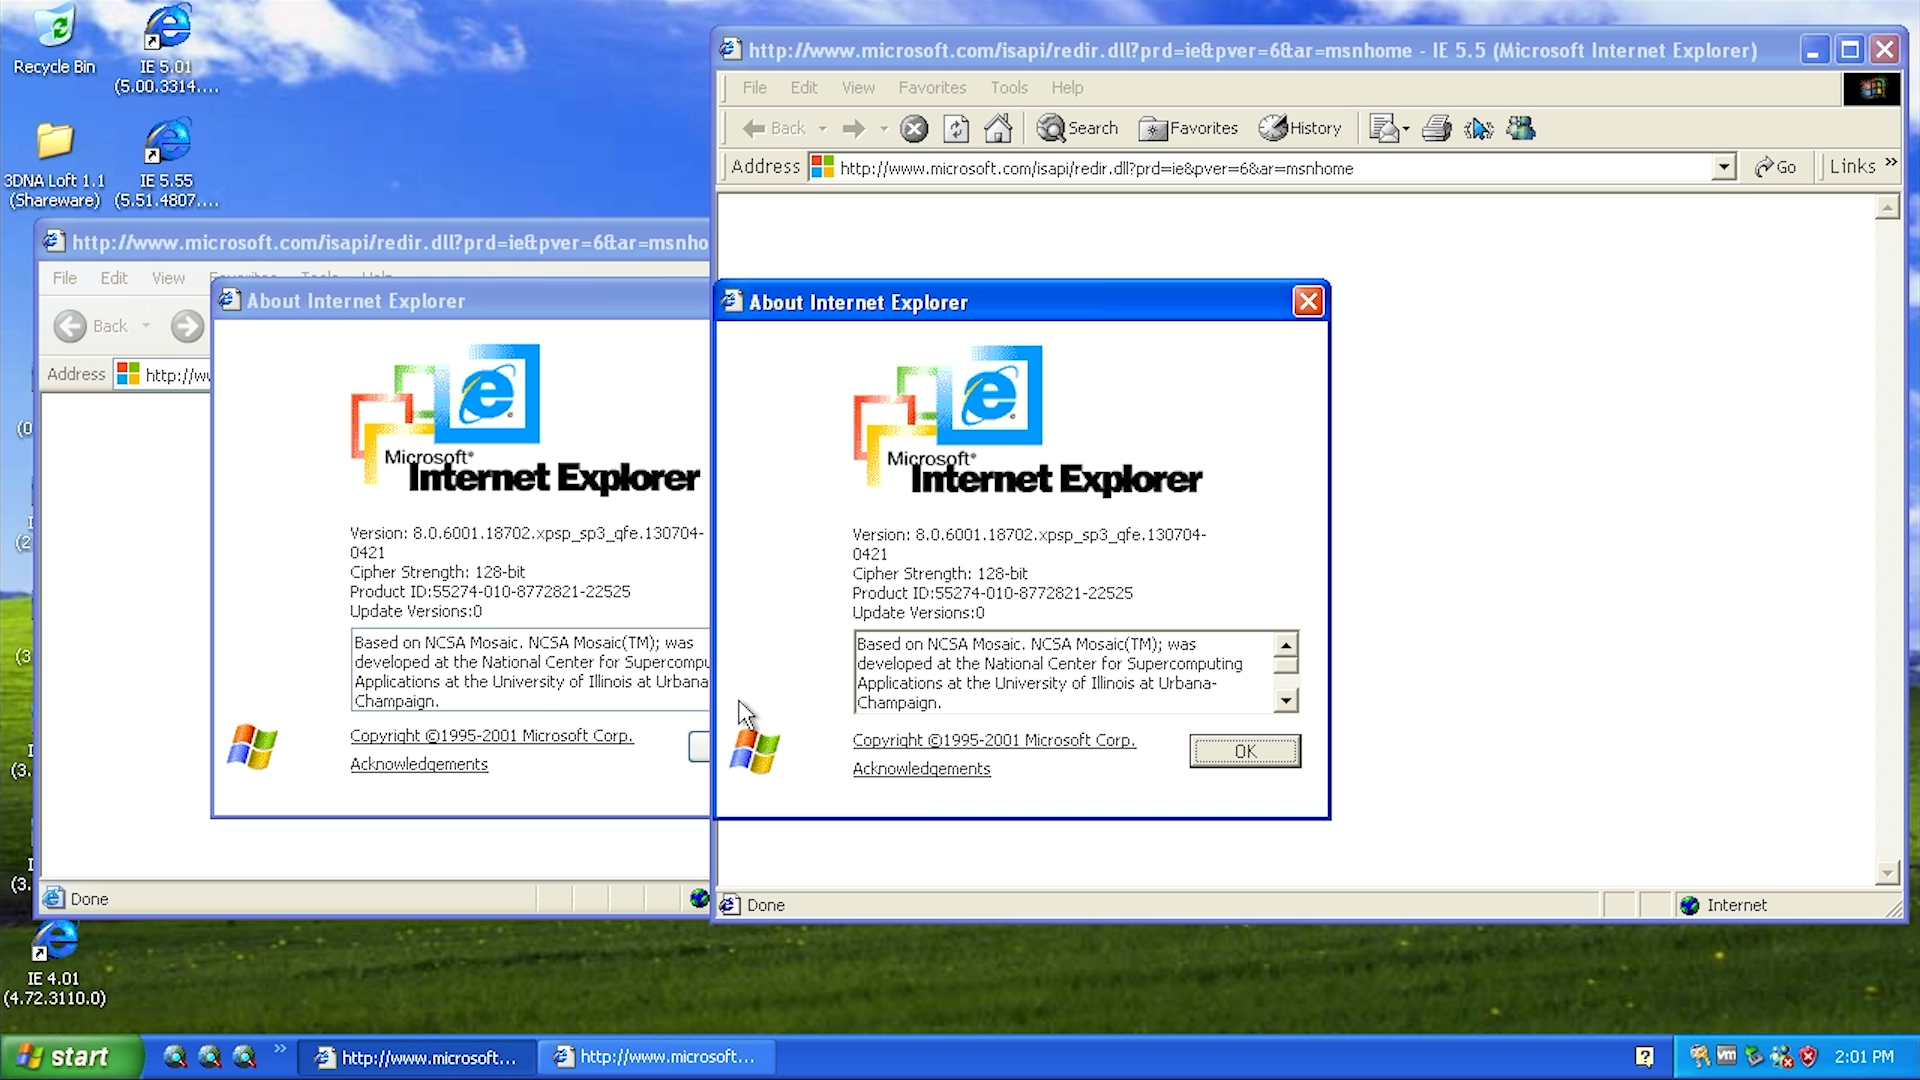 Recycle Bin
IE 5.01
(5.00.3314....
3DNA Loft 1.1
(Shareware)
IE 5.55
(5.51.4807....
IE 4.01
(4.72.3110.0)
http://www.microsoft.com/isapi/redir.dll?prd=ie&pver=6&ar=msnho
File Edit View Favorites Tools Help
Back
Address http://w
About Internet Explorer
Microsoft®
Internet Explorer
Version: 8.0.6001.18702.xpsp_sp3_qfe.130704-
0421
Cipher Strength: 128-bit
Product ID:55274-010-8772821-22525
Update Versions:0
Based on NCSA Mosaic. NCSA Mosaic(TM); was
developed at the National Center for Supercompu
Applications at the University of Illinois at Urbana
Champaign.
Copyright ©1995-2001 Microsoft Corp.
Acknowledgements
Done
http://www.microsoft.com/isapi/redir.dll?prd=ie&pver=6&ar=msnhome - IE 5.5 (Microsoft Internet Explorer)
File Edit View Favorites Tools Help
Back Search Favorites History
Address http://www.microsoft.com/isapi/redir.dll?prd=ie&pver=6&ar=msnhome Go Links »
About Internet Explorer
Microsoft®
Internet Explorer
Version: 8.0.6001.18702.xpsp_sp3_qfe.130704-
0421
Cipher Strength: 128-bit
Product ID:55274-010-8772821-22525
Update Versions:0
Based on NCSA Mosaic. NCSA Mosaic(TM); was
developed at the National Center for Supercomputing
Applications at the University of Illinois at Urbana-
Champaign.
Copyright ©1995-2001 Microsoft Corp.
Acknowledgements
OK
Done
Internet
start » http://www.microsoft... http://www.microsoft... 2:01 PM